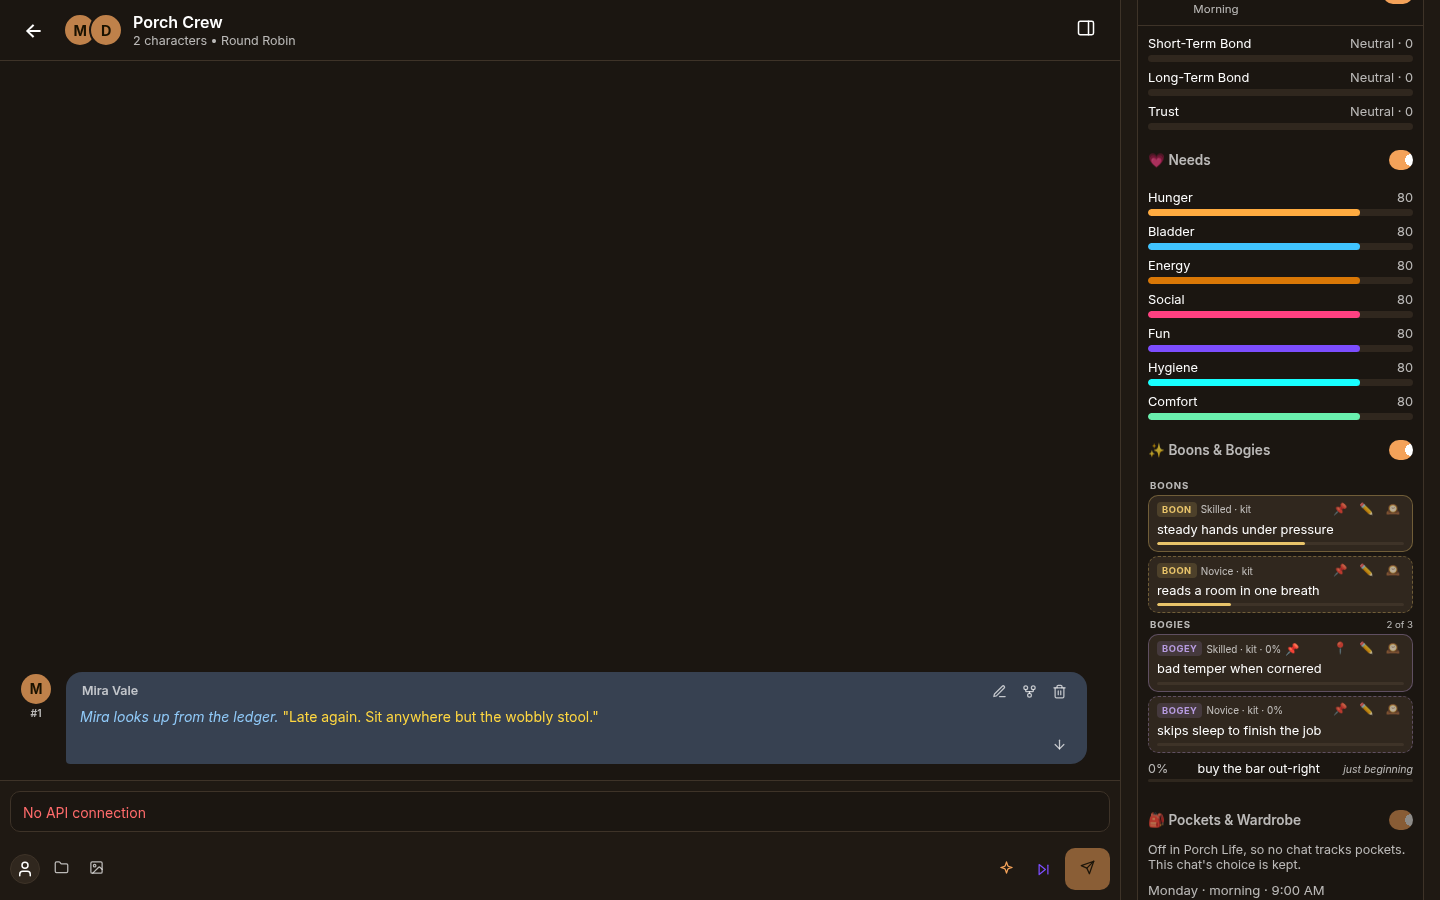 M D
Porch Crew
2 characters • Round Robin
M
#1
Mira Vale
Mira looks up from the ledger. "Late again. Sit anywhere but the wobbly stool."
No API connection
Morning
Short-Term Bond Neutral · 0
Long-Term Bond Neutral · 0
Trust Neutral · 0
Needs
Hunger 80
Bladder 80
Energy 80
Social 80
Fun 80
Hygiene 80
Comfort 80
Boons & Bogies
BOONS
BOON Skilled · kit
steady hands under pressure
BOON Novice · kit
reads a room in one breath
BOGIES 2 of 3
BOGEY Skilled · kit · 0%
bad temper when cornered
BOGEY Novice · kit · 0%
skips sleep to finish the job
0% buy the bar out-right just beginning
Pockets & Wardrobe
Off in Porch Life, so no chat tracks pockets.
This chat's choice is kept.
Monday · morning · 9:00 AM